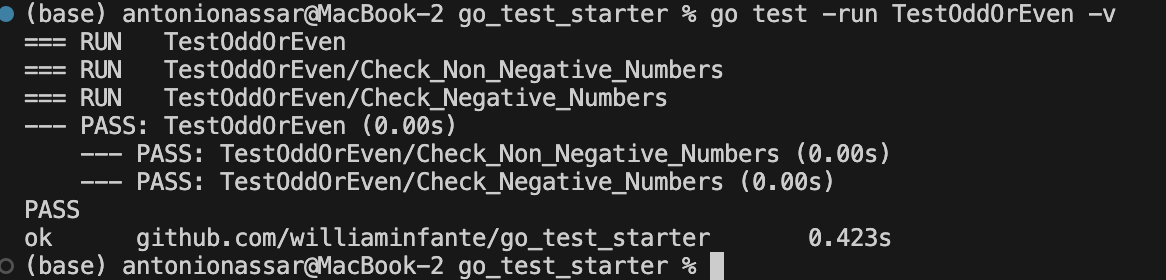 (base) antonionassar@MacBook-2 go_test_starter % go test -run TestOddOrEven -v
=== RUN   TestOddOrEven
=== RUN   TestOddOrEven/Check_Non_Negative_Numbers
=== RUN   TestOddOrEven/Check_Negative_Numbers
--- PASS: TestOddOrEven (0.00s)
    --- PASS: TestOddOrEven/Check_Non_Negative_Numbers (0.00s)
    --- PASS: TestOddOrEven/Check_Negative_Numbers (0.00s)
PASS
ok      github.com/williaminfante/go_test_starter       0.423s
(base) antonionassar@MacBook-2 go_test_starter %